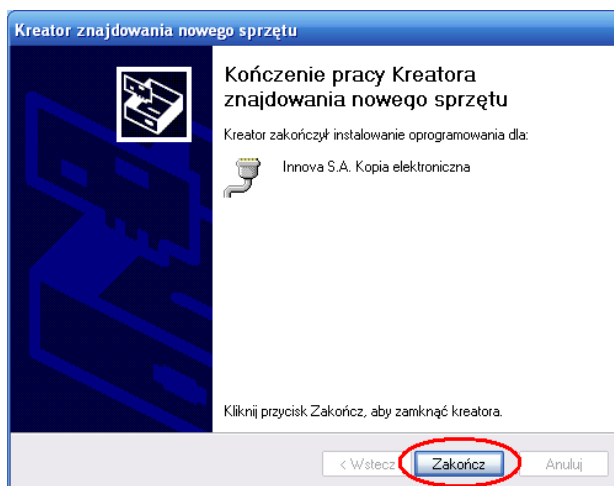 Kreator znajdowania nowego sprzętu
Kończenie pracy Kreatora
znajdowania nowego sprzętu
Kreator zakończył instalowanie oprogramowania dla:
Innova S.A. Kopia elektroniczna
Kliknij przycisk Zakończ, aby zamknąć kreatora.
< Wstecz Zakończ Anuluj